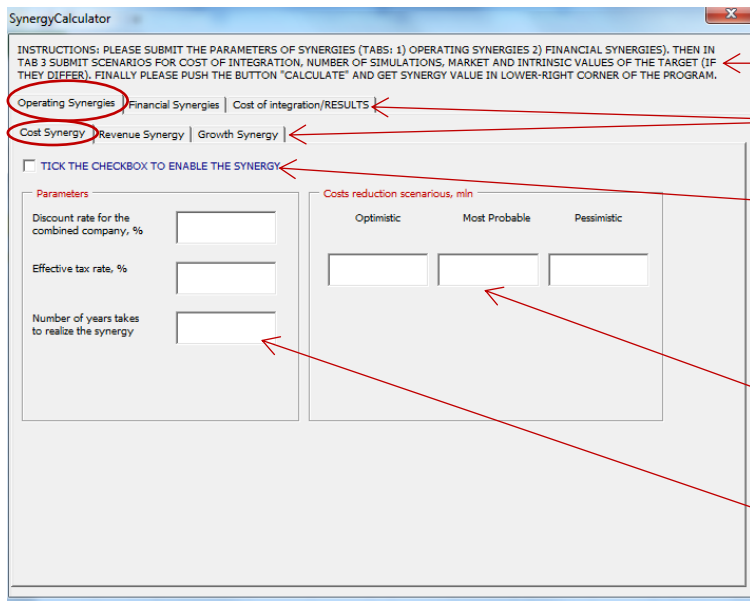 SynergyCalculator
INSTRUCTIONS: PLEASE SUBMIT THE PARAMETERS OF SYNERGIES (TABS: 1) OPERATING SYNERGIES 2) FINANCIAL SYNERGIES). THEN IN
TAB 3 SUBMIT SCENARIOS FOR COST OF INTEGRATION, NUMBER OF SIMULATIONS, MARKET AND INTRINSIC VALUES OF THE TARGET (IF
THEY DIFFER). FINALLY PLEASE PUSH THE BUTTON "CALCULATE" AND GET SYNERGY VALUE IN LOWER-RIGHT CORNER OF THE PROGRAM.
Operating Synergies Financial Synergies Cost of integration/RESULTS
Cost Synergy Revenue Synergy Growth Synergy
TICK THE CHECKBOX TO ENABLE THE SYNERGY
Parameters
Discount rate for the
combined company, %
Effective tax rate, %
Number of years takes
to realize the synergy
Costs reduction scenarious, mln
Optimistic Most Probable Pessimistic